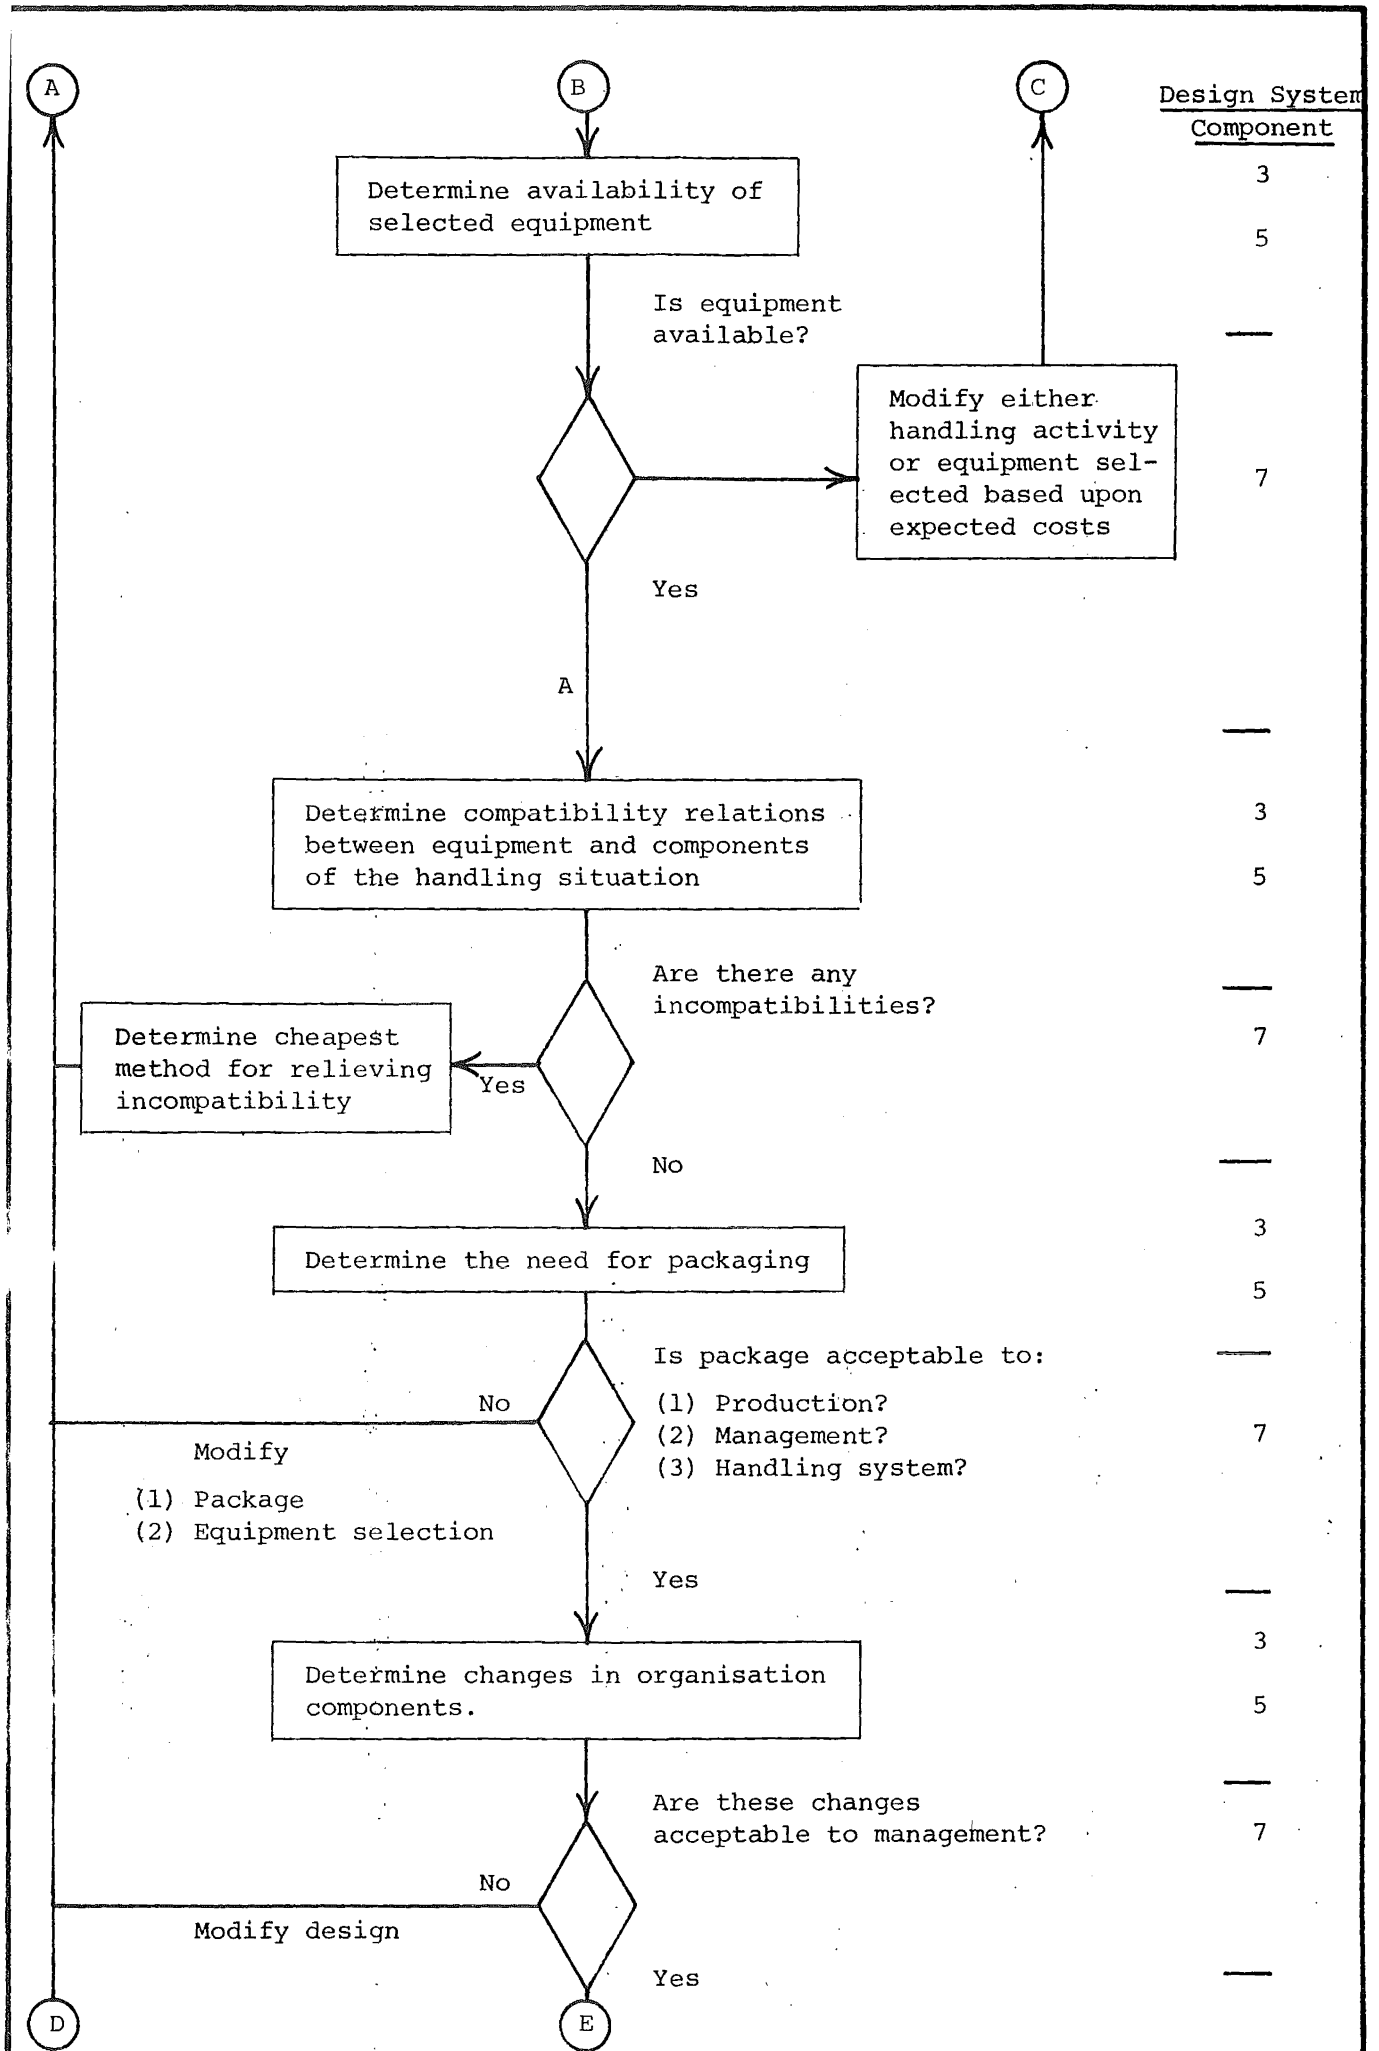 A
B
C
Design System
Component
Determine availability of
selected equipment
3
5
Is equipment
available?
Modify either
handling activity
or equipment sel-
ected based upon
expected costs
7
Yes
A
Determine compatibility relations
between equipment and components
of the handling situation
3
5
Are there any
incompatibilities?
Determine cheapest
method for relieving
incompatibility
Yes
7
No
Determine the need for packaging
3
5
Is package acceptable to:
(1) Production?
(2) Management?
(3) Handling system?
No
7
Modify
(1) Package
(2) Equipment selection
Yes
Determine changes in organisation
components.
3
5
Are these changes
acceptable to management?
7
No
Modify design
Yes
D
E